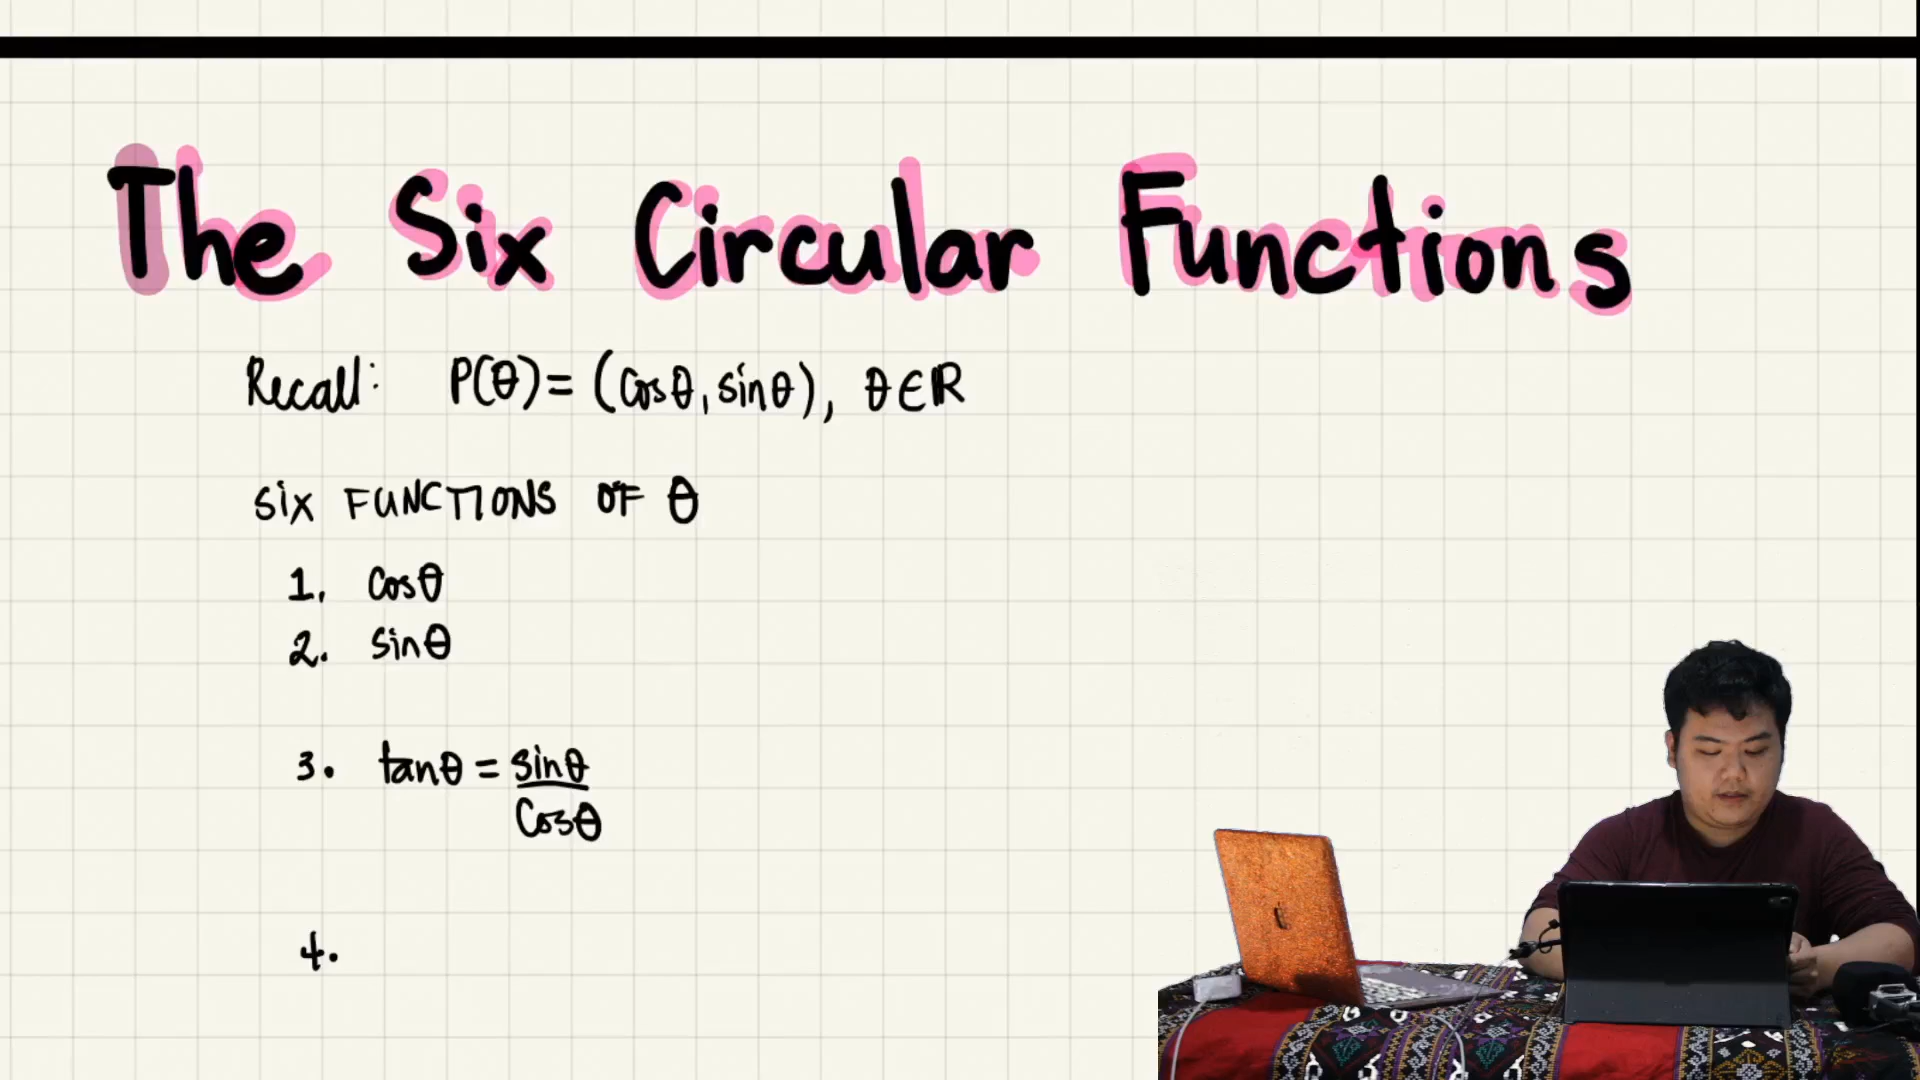 The Six Circular Functions
Recall: P(θ) = (cosθ, sinθ), θ∈ℝ
SIX FUNCTIONS OF θ
1. cosθ
2. sinθ
3. tanθ = sinθ
cosθ
4.